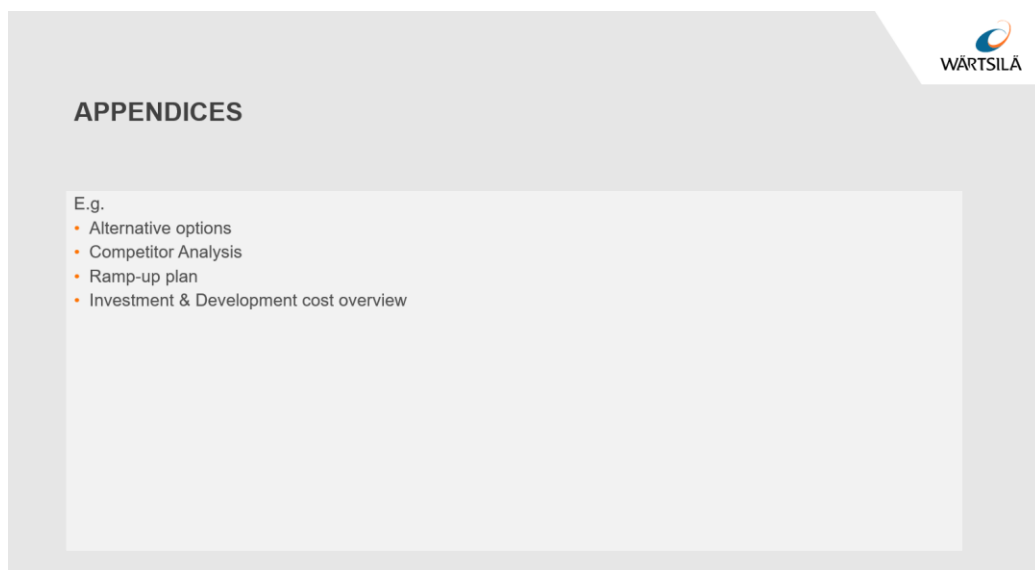 WÄRTSILÄ
APPENDICES
E.g.
• Alternative options
• Competitor Analysis
• Ramp-up plan
• Investment & Development cost overview